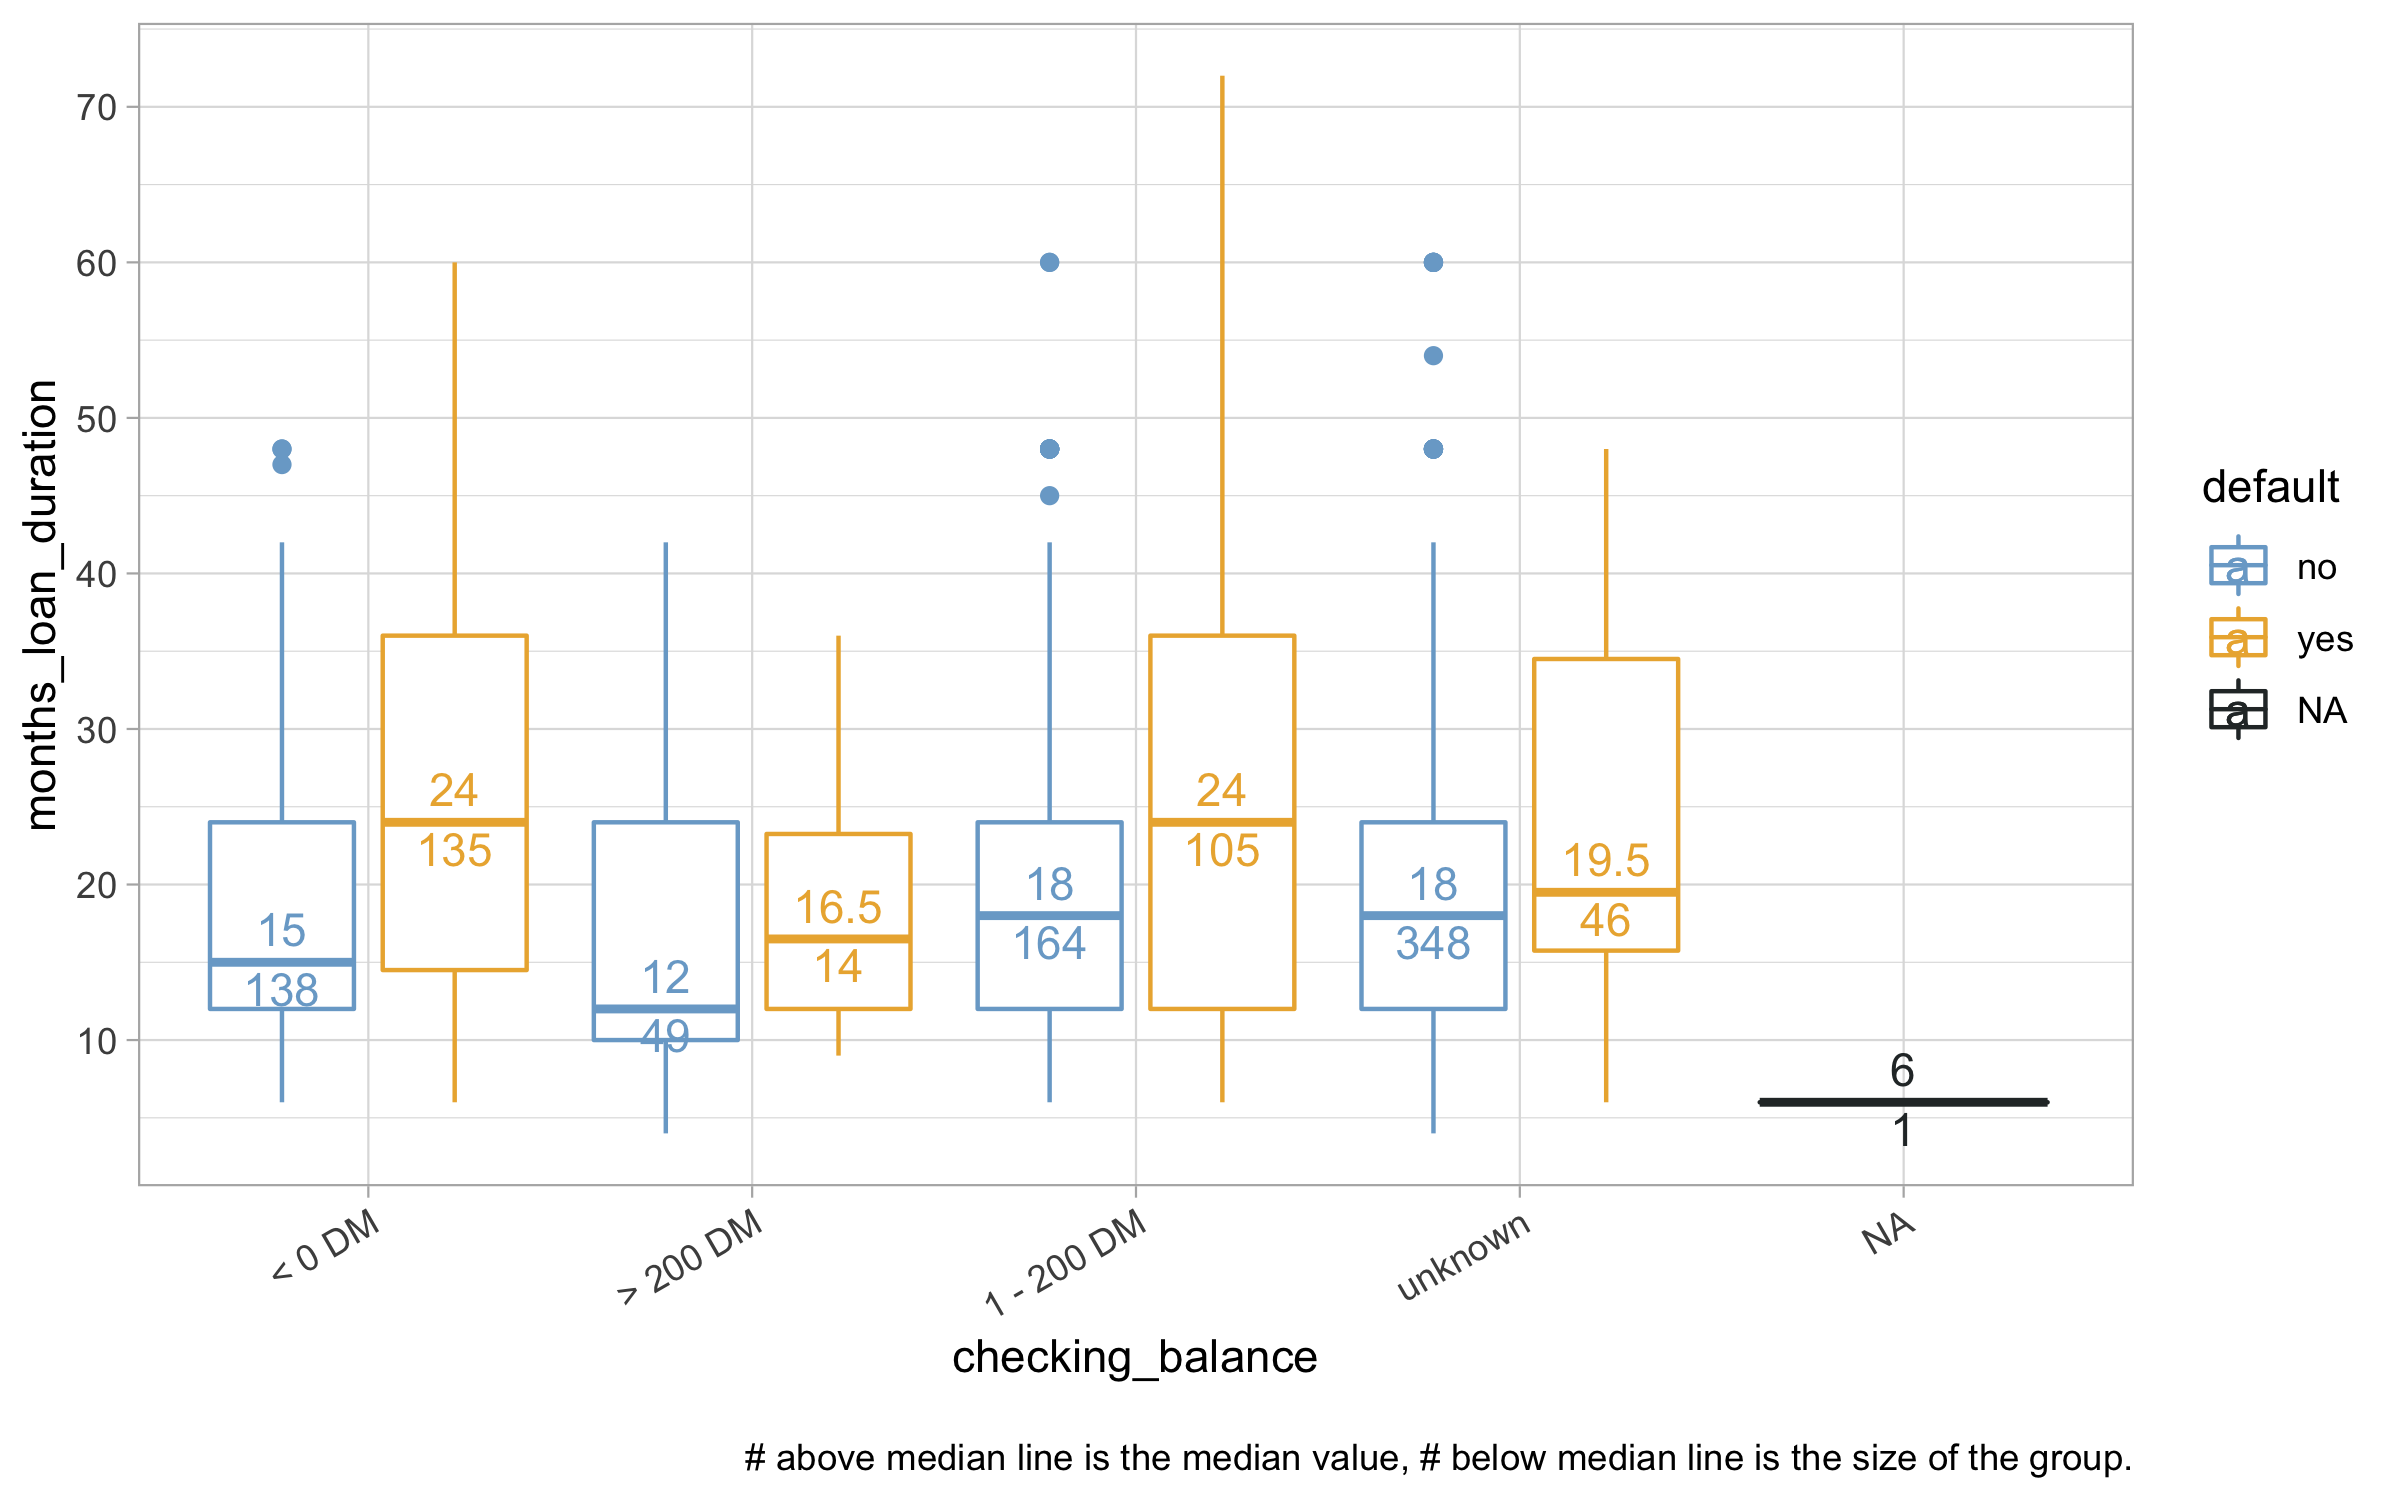 months_loan_duration
70
60
50
40
30
20
10
15
138
24
135
12
49
16.5
14
18
164
24
105
18
348
19.5
46
6
1
< 0 DM
> 200 DM
1 - 200 DM
unknown
NA
checking_balance
default
a no
a yes
a NA
# above median line is the median value, # below median line is the size of the group.